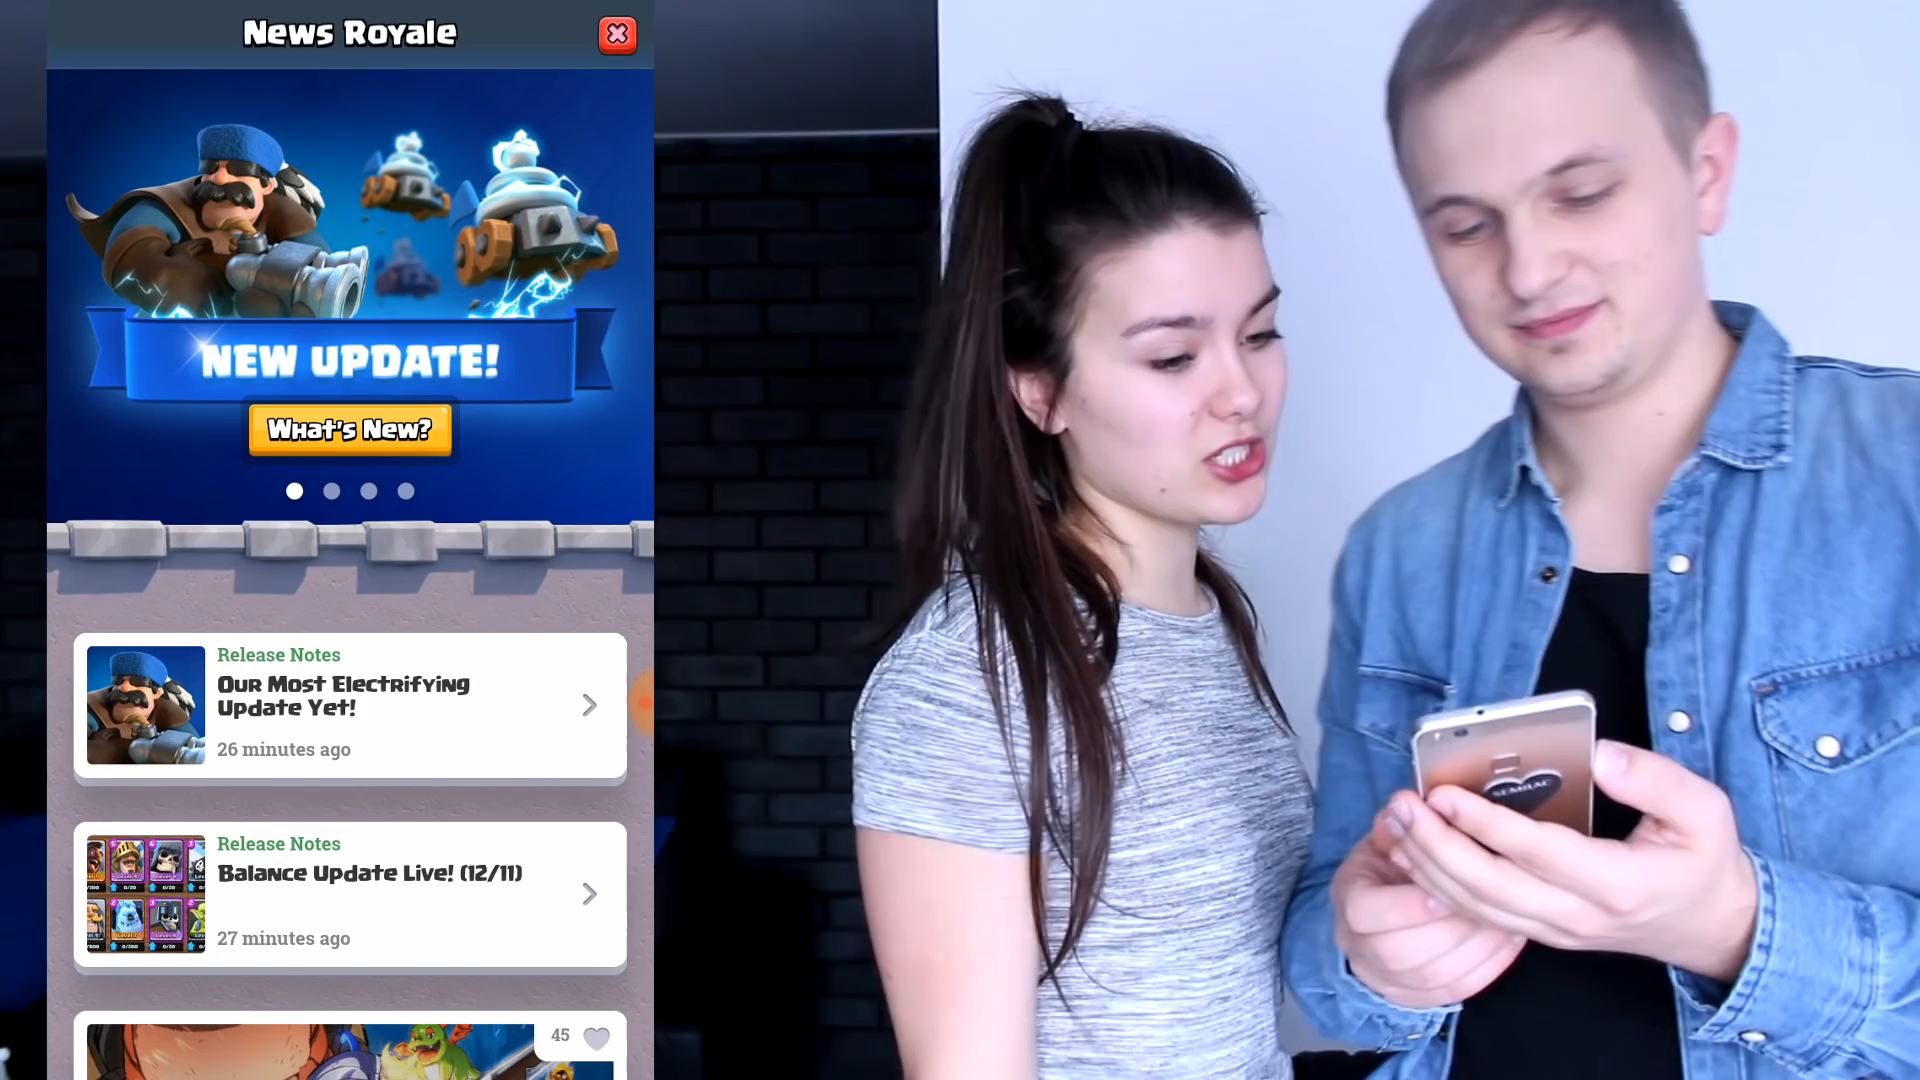 News Royale
NEW UPDATE!
What's New?
Release Notes
Our Most Electrifying
Update Yet!
26 minutes ago
Release Notes
Balance Update Live! (12/11)
27 minutes ago
45
SEMILAC